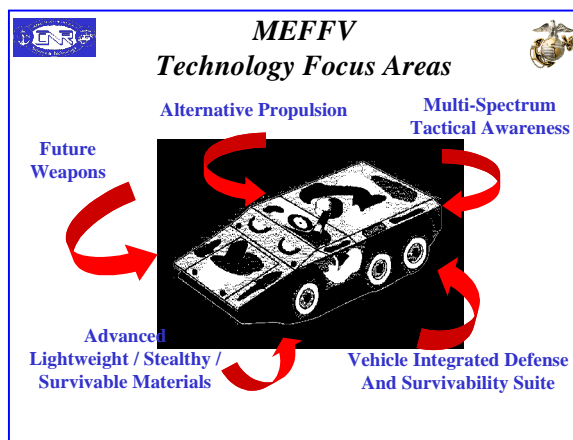 MEFFV
Technology Focus Areas
Alternative Propulsion
Multi-Spectrum
Tactical Awareness
Future
Weapons
Advanced
Lightweight / Stealthy /
Survivable Materials
Vehicle Integrated Defense
And Survivability Suite